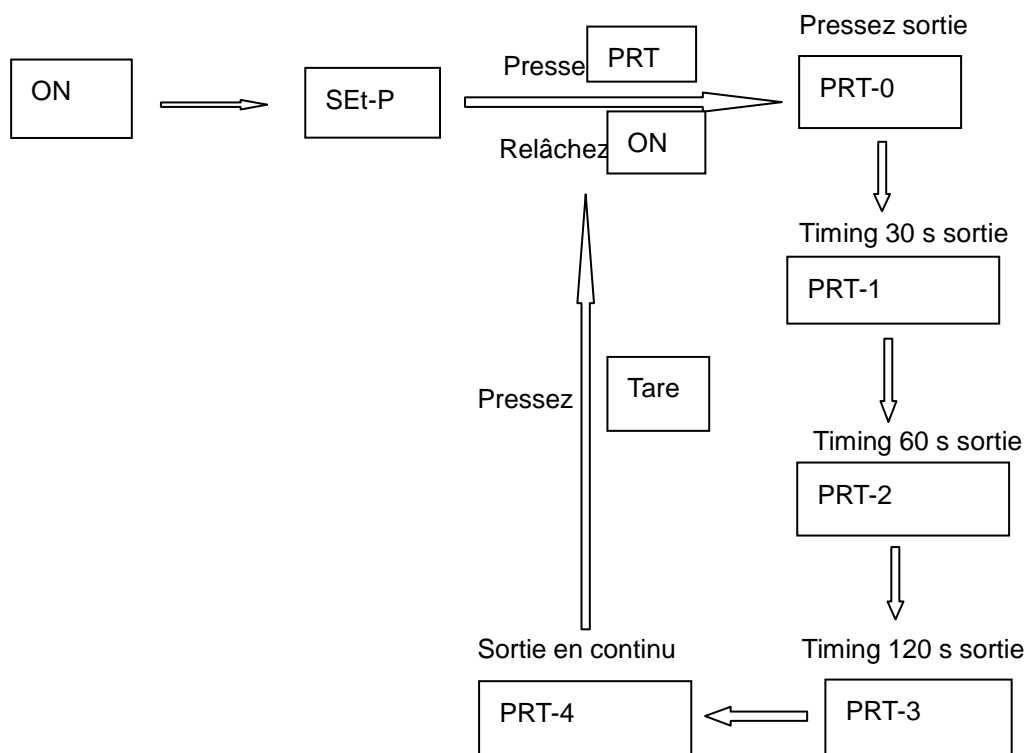 Pressez sortie
ON
SEt-P
Presse
PRT
PRT-0
Relâchez
ON
Timing 30 s sortie
PRT-1
Pressez
Tare
Timing 60 s sortie
PRT-2
Timing 120 s sortie
PRT-3
Sortie en continu
PRT-4